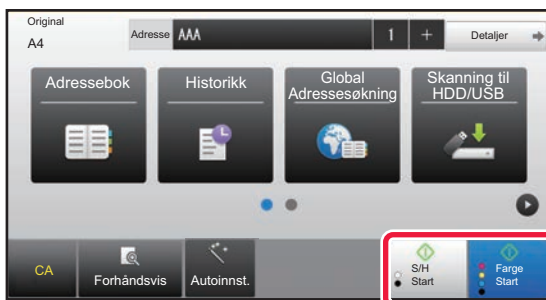 Original
A4
Adresse AAA 1 + Detaljer
Adressebok
Historikk
Global
Adressesøkning
Skanning til
HDD/USB
CA
Forhåndsvis
Autoinnst.
S/H
Start
Farge
Start